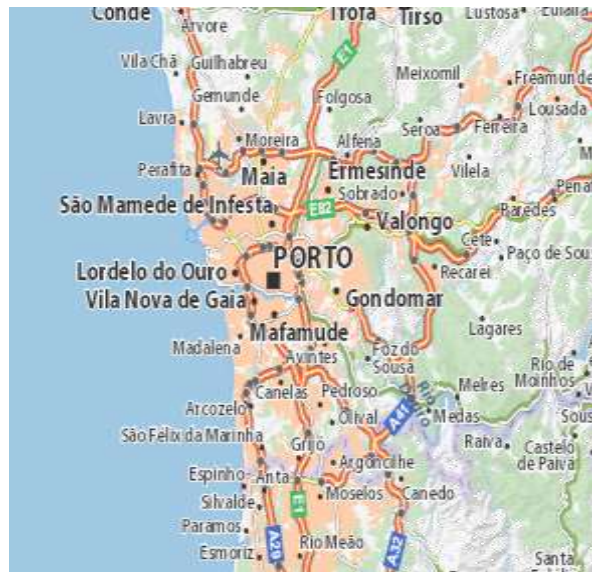 Conde
Trofa
Tirso
Lustosa
Árvore
E1
Vila Chã
Guilhabreu
Meixomil
Freamunde
Gemunde
Folgosa
Lousada
Lavra
Seroa
Ferreira
Moreira
Alfena
Perafita
Maia
Ermesinde
Vilela
Sobrado
São Mamede de Infesta
E82
Valongo
Paredes
Cête
Paço de Sou
PORTO
Recarei
Lordelo do Ouro
Vila Nova de Gaia
Gondomar
Mafamude
Lagares
Madalena
Avintes
Foz do
Sousa
Rio de
Moinhos
Canelas
Pedroso
Rio
Douro
Melres
Arcozelo
Olival
A41
Medas
São Félix da Marinha
Grijó
Raiva
Castelo
de Paiva
Argoncilhe
Espinho
Anta
Canedo
Silvalde
E1
Moselos
Paramos
A29
Rio Meão
A32
Esmoriz
Santa